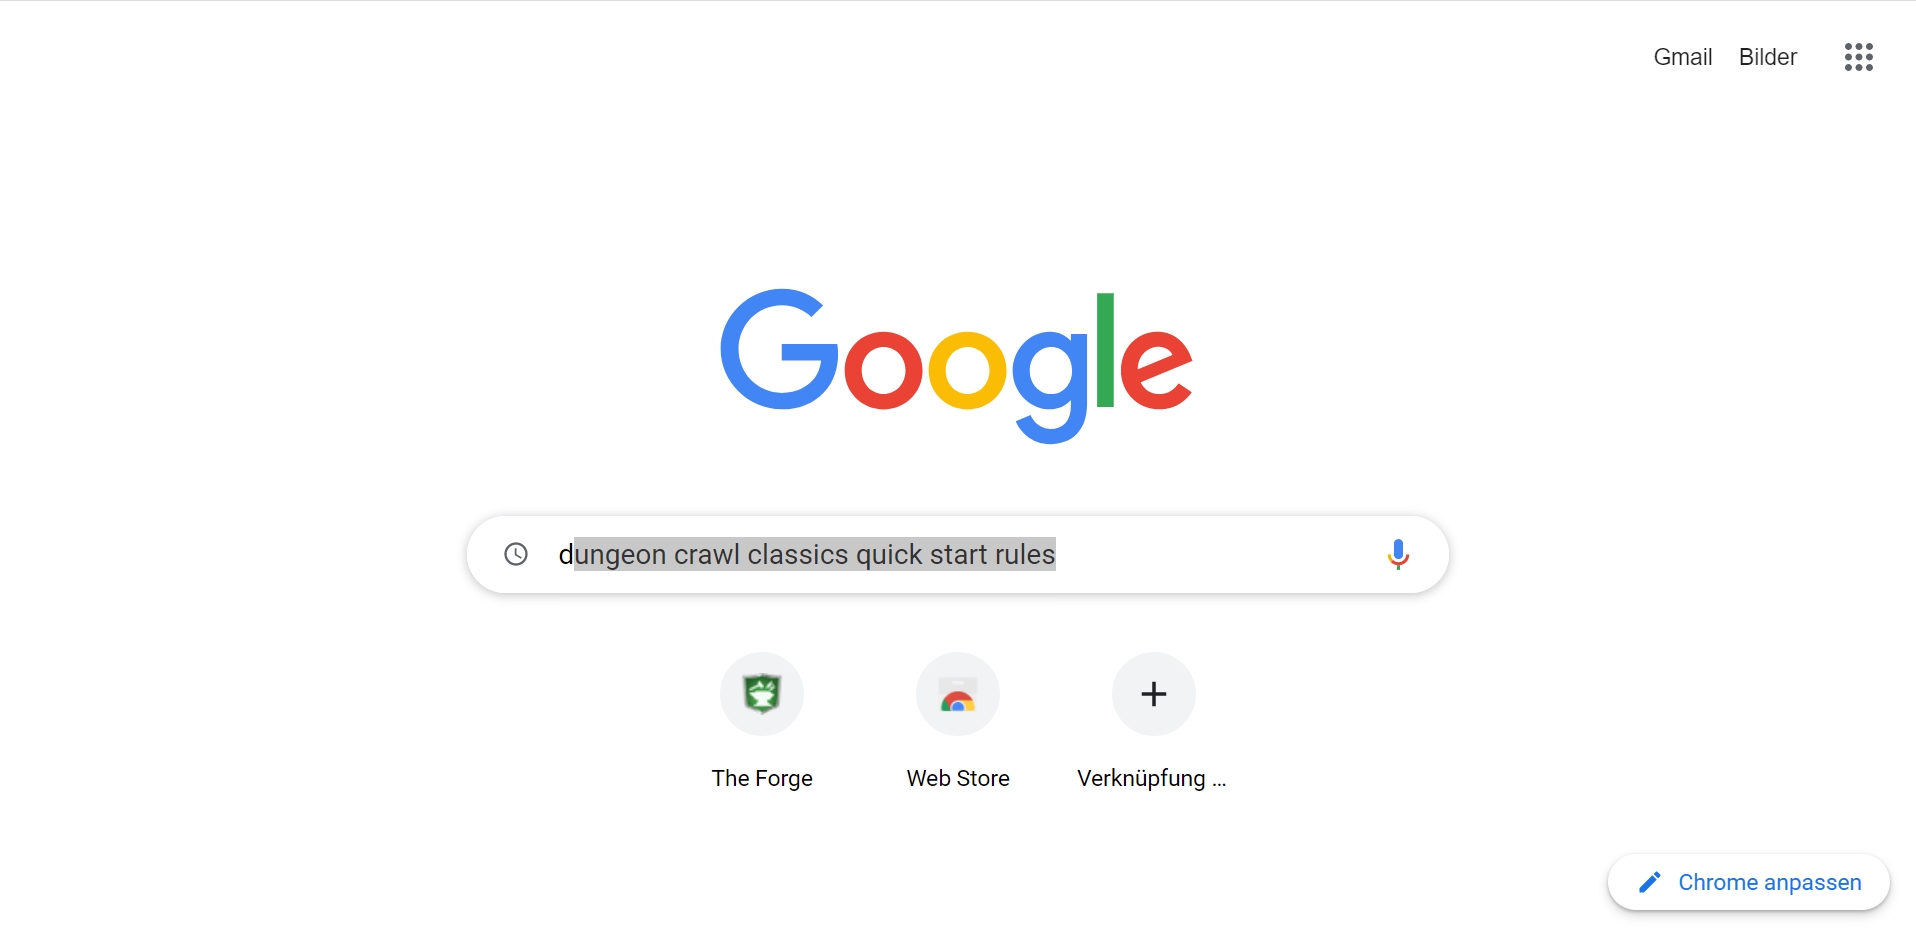 Gmail Bilder
Google
dungeon crawl classics quick start rules
The Forge
Web Store
Verknüpfung ...
Chrome anpassen